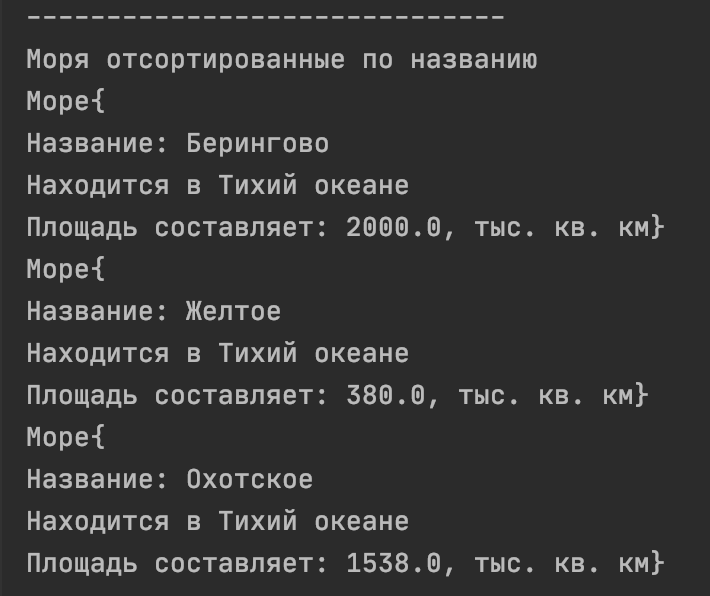 ------------------------------
Моря отсортированные по названию
Море{
Название: Берингово
Находится в Тихий океане
Площадь составляет: 2000.0, тыс. кв. км}
Море{
Название: Желтое
Находится в Тихий океане
Площадь составляет: 380.0, тыс. кв. км}
Море{
Название: Охотское
Находится в Тихий океане
Площадь составляет: 1538.0, тыс. кв. км}